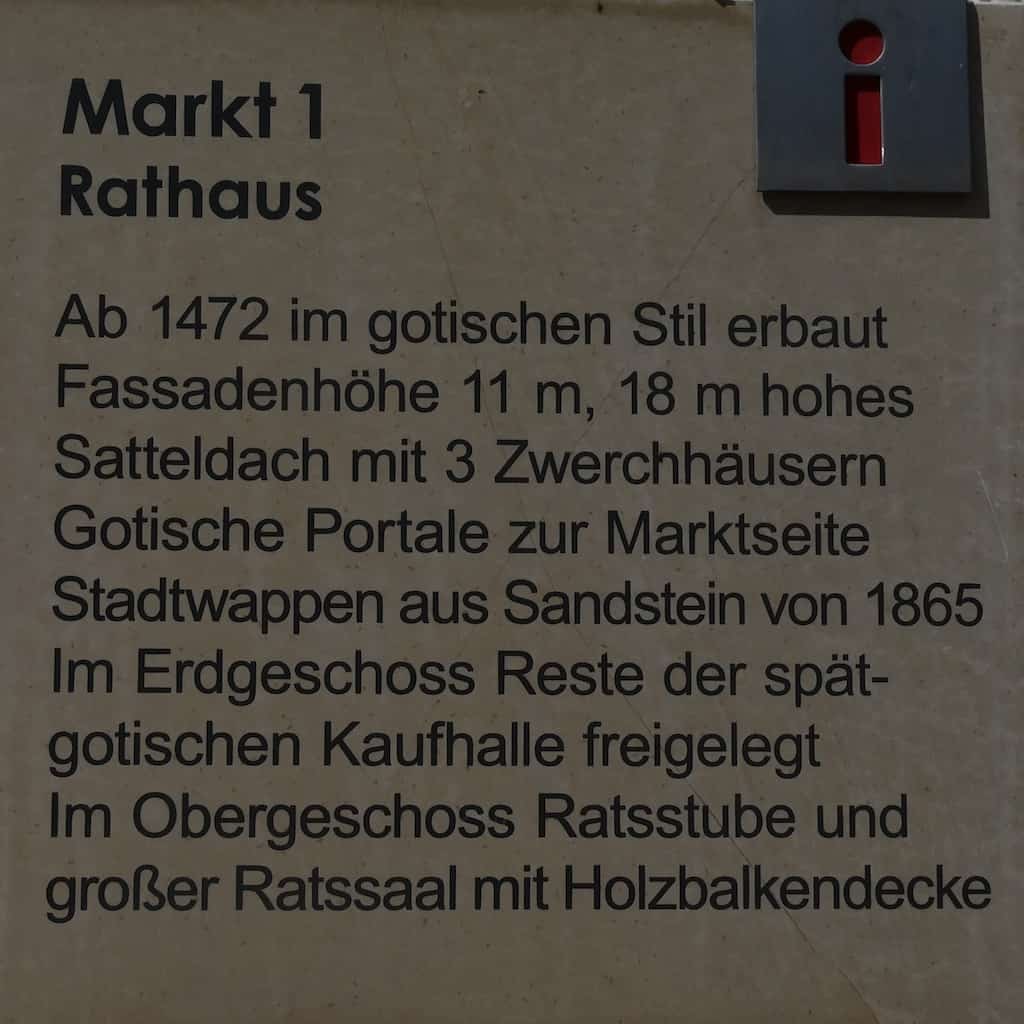 i
Markt 1
Rathaus
Ab 1472 im gotischen Stil erbaut
Fassadenhöhe 11 m, 18 m hohes
Satteldach mit 3 Zwerchhäusern
Gotische Portale zur Marktseite
Stadtwappen aus Sandstein von 1865
Im Erdgeschoss Reste der spät-
gotischen Kaufhalle freigelegt
Im Obergeschoss Ratsstube und
großer Ratssaal mit Holzbalkendecke